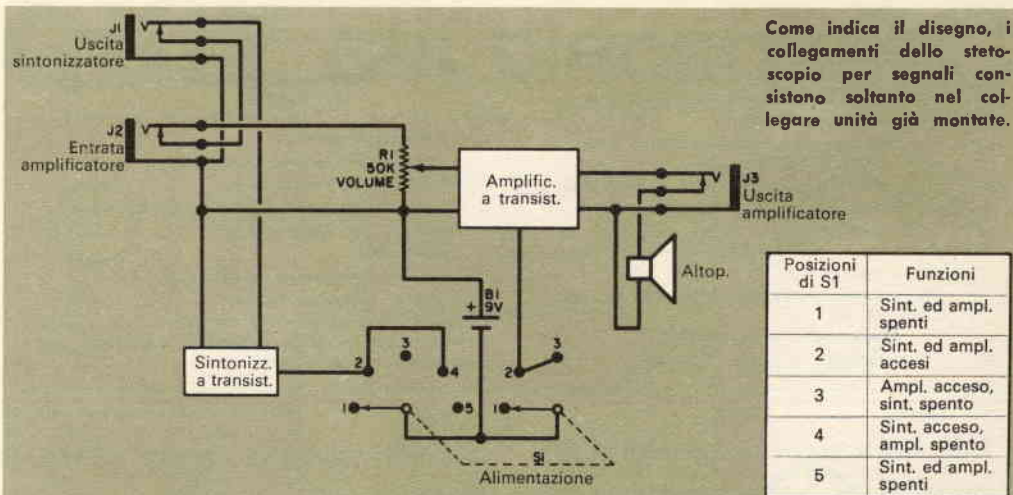 Come indica il disegno, i
collegamenti dello steto-
scopio per segnali con-
sistono soltanto nel col-
legare unità già montate.
J1
Uscita
sintonizzatore
J2
Entrata
amplificatore
R1
50K
VOLUME
Amplific.
a transist.
J3
Uscita
amplificatore
Altop.
B1
+ 9V
Sintonizz.
a transist.
2
3
4
1
5
2
3
1
S1
Alimentazione
Posizioni
di S1
Funzioni
1
Sint. ed ampl.
spenti
2
Sint. ed ampl.
accesi
3
Ampl. acceso,
sint. spento
4
Sint. acceso,
ampl. spento
5
Sint. ed ampl.
spenti